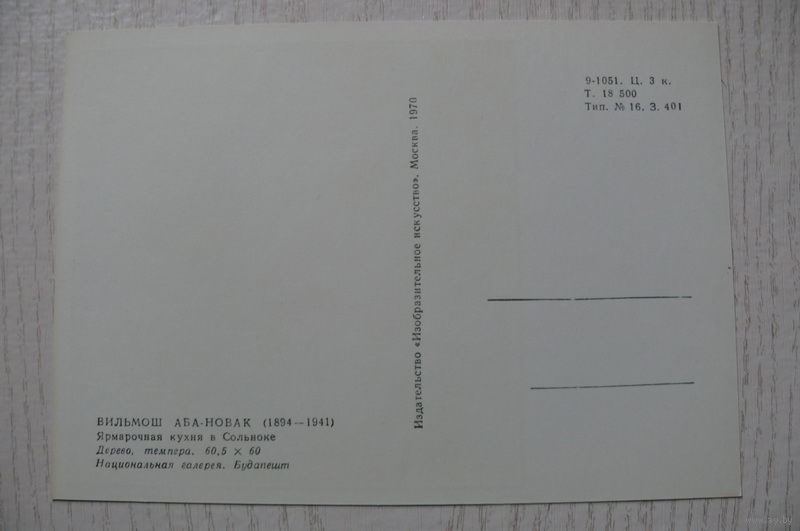 9-1051. Ц. 3 к.
Т. 18 500
Тип. № 16. З. 401
Издательство «Изобразительное искусство». Москва. 1970
ВИЛЬМОШ АБА-НОВАК (1894—1941)
Ярмарочная кухня в Сольноке
Дерево, темпера. 60,5 × 60
Национальная галерея. Будапешт